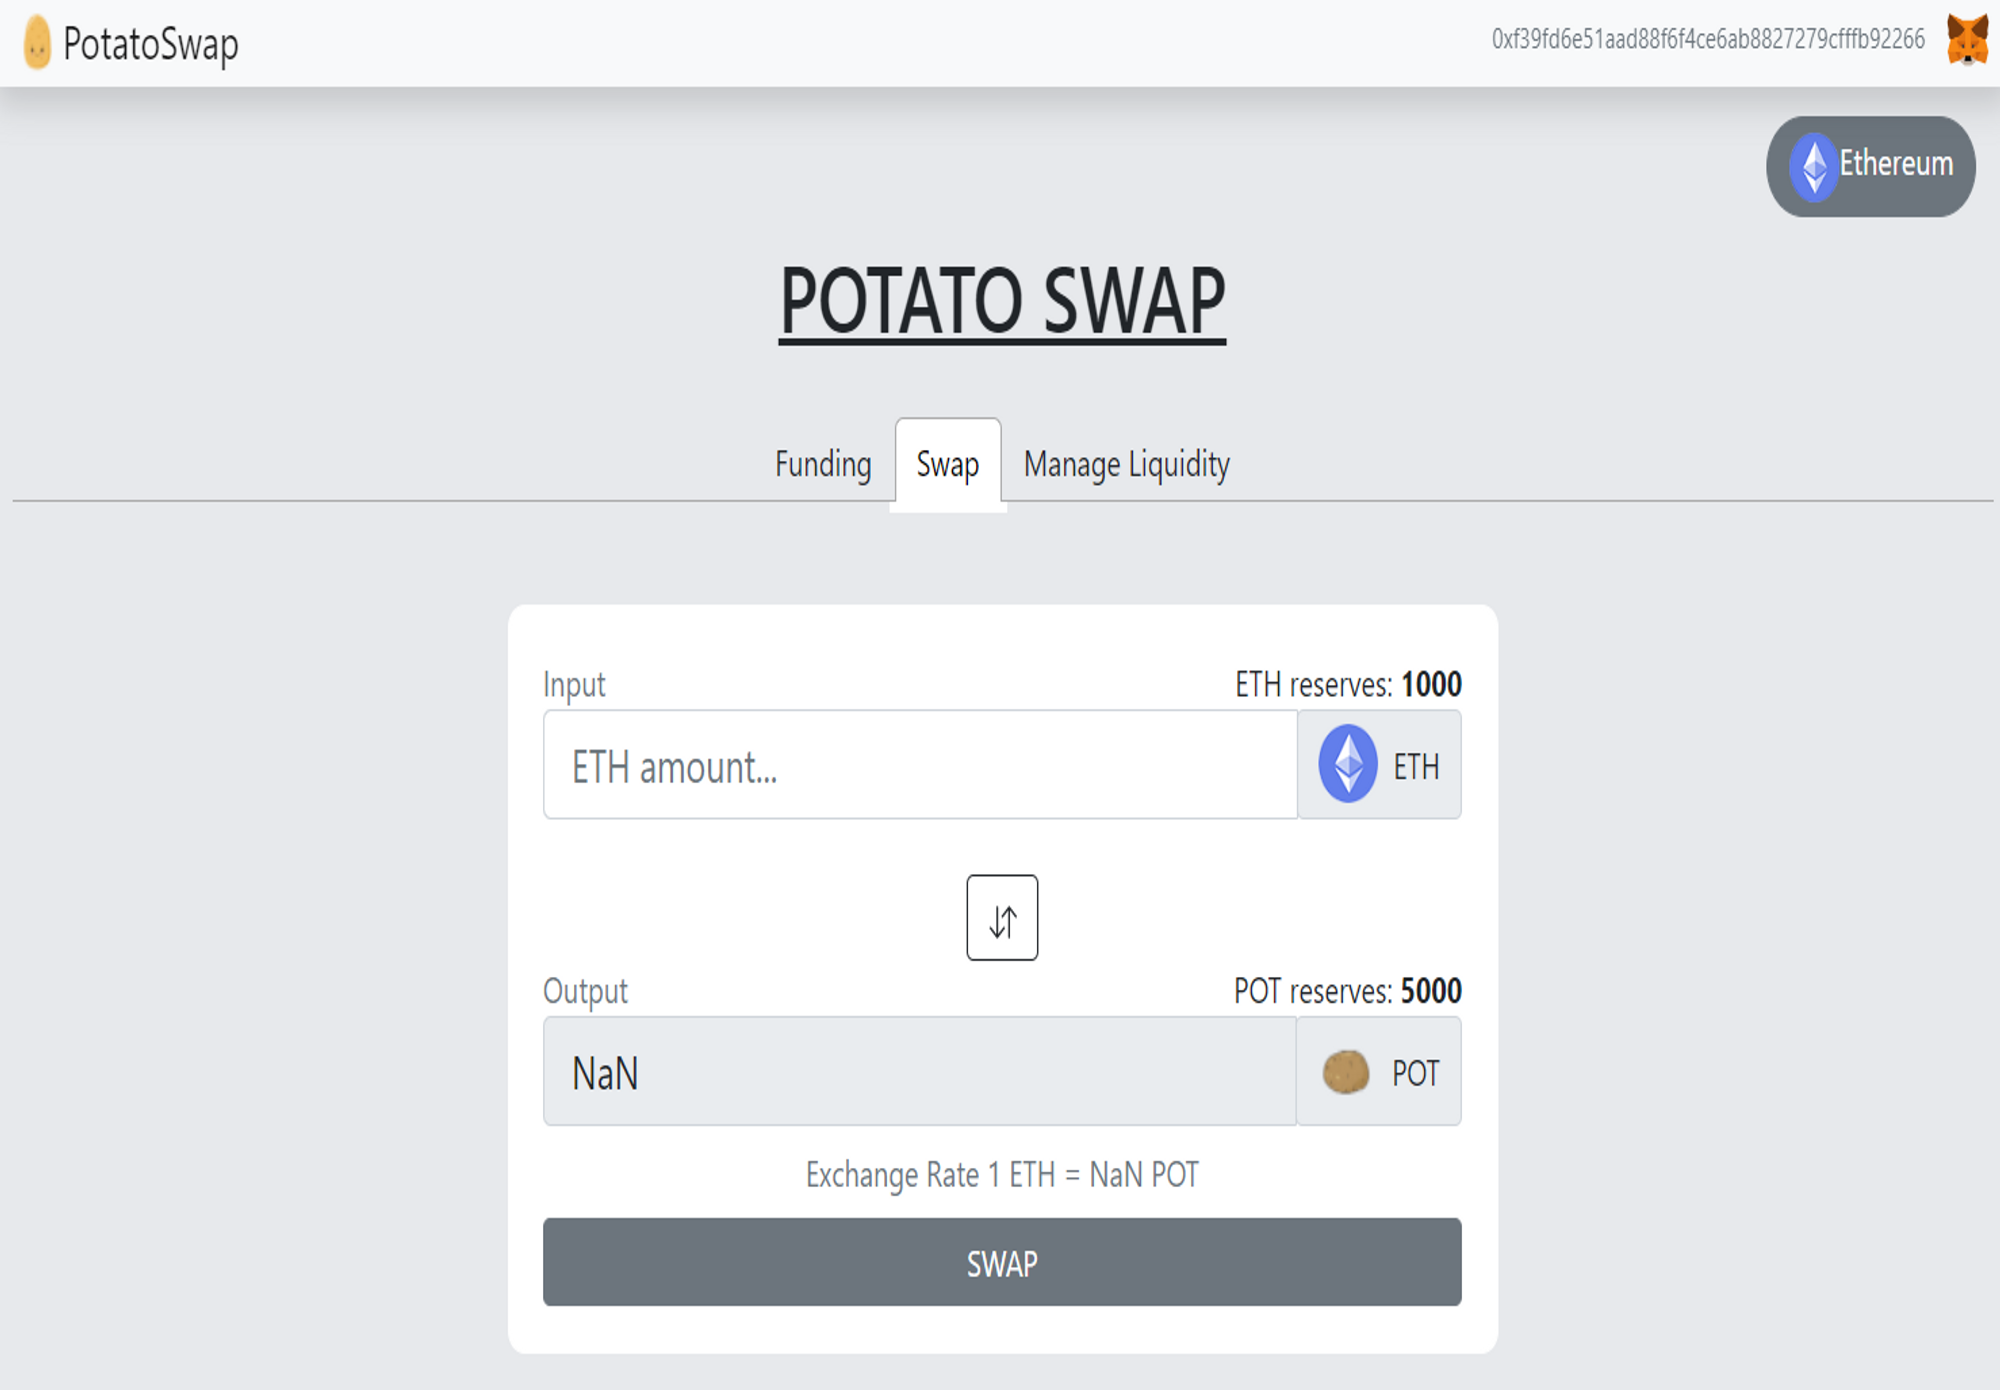 PotatoSwap
0xf39fd6e51aad88f6f4ce6ab8827279cfffb92266
Ethereum
POTATO SWAP
Funding Swap Manage Liquidity
Input ETH reserves: 1000
ETH amount... ETH
Output POT reserves: 5000
NaN POT
Exchange Rate 1 ETH = NaN POT
SWAP